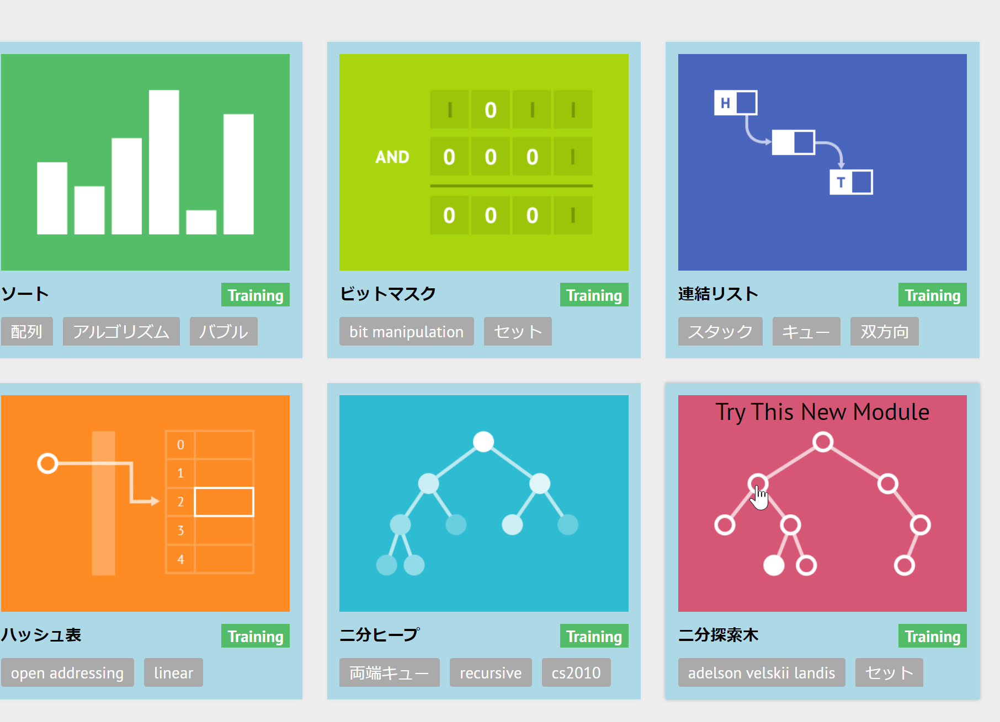 I 0 I I
AND 0 0 0 I
0 0 0 I
H
T
ソート Training
配列 アルゴリズム バブル
ビットマスク Training
bit manipulation セット
連結リスト Training
スタック キュー 双方向
0
1
2
3
4
Try This New Module
ハッシュ表 Training
open addressing linear
二分ヒープ Training
両端キュー recursive cs2010
二分探索木 Training
adelson velskii landis セット